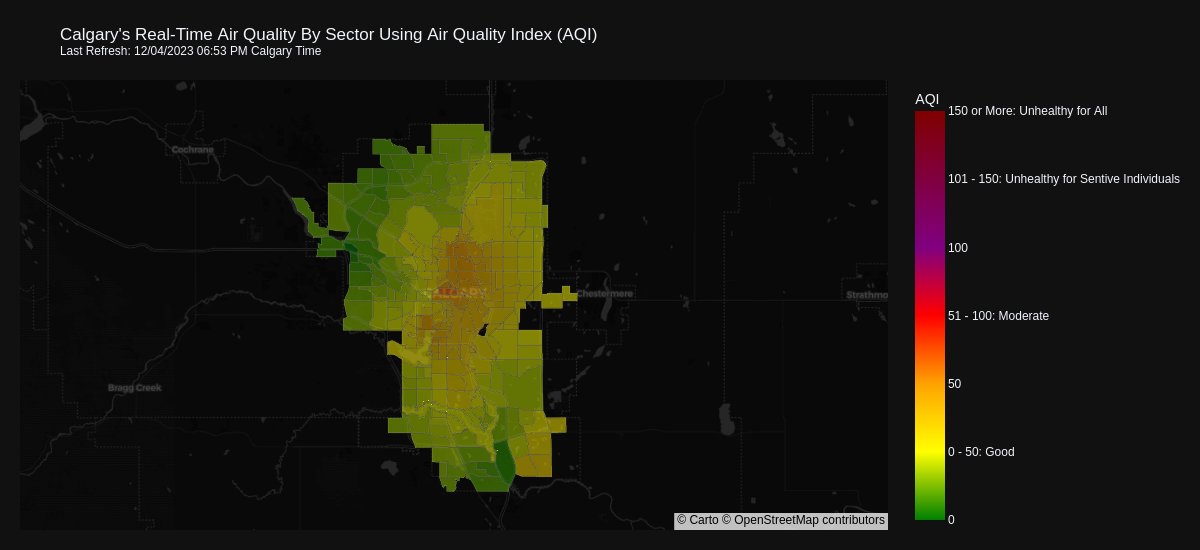 Calgary's Real-Time Air Quality By Sector Using Air Quality Index (AQI)
Last Refresh: 12/04/2023 06:53 PM Calgary Time
AQI
150 or More: Unhealthy for All
Cochrane
101 - 150: Unhealthy for Sentive Individuals
100
CALGARY
Chestermere
Strathmo
51 - 100: Moderate
Bragg Creek
50
0 - 50: Good
© Carto © OpenStreetMap contributors
0